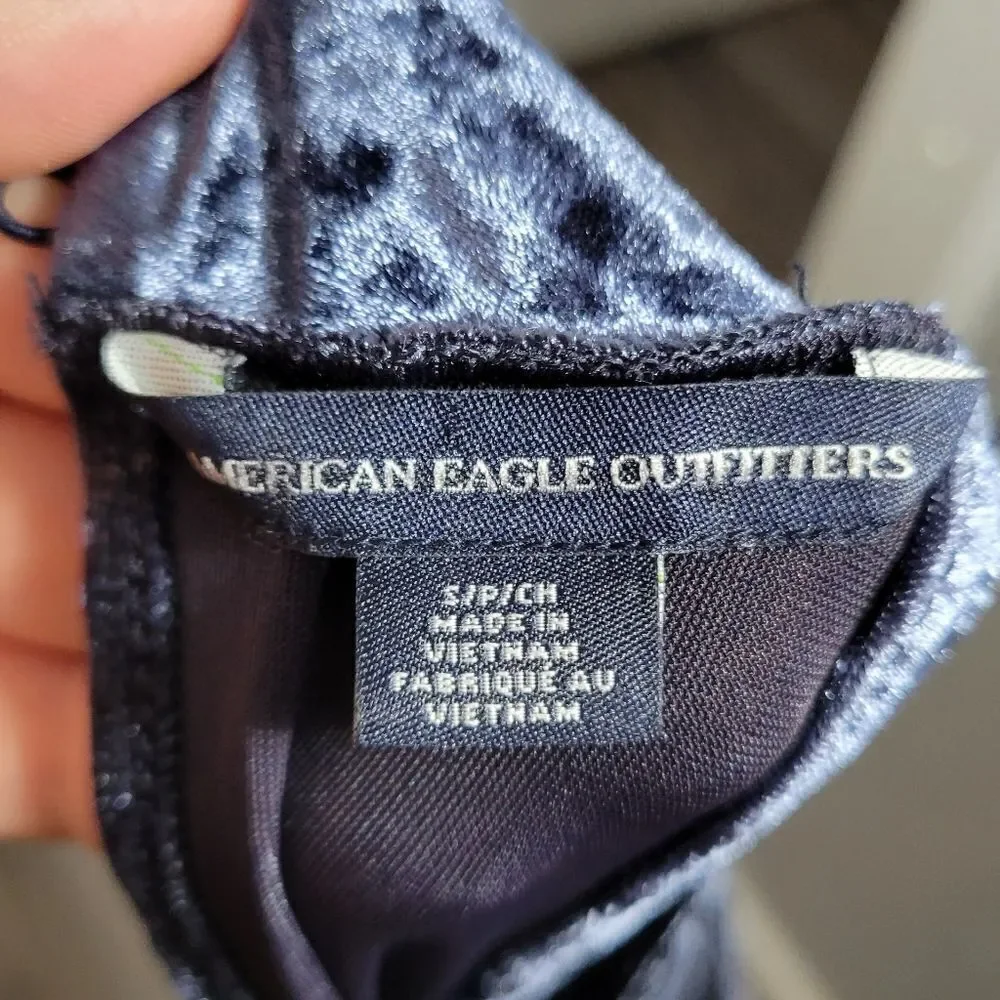 AMERICAN EAGLE OUTFITTERS
S/P/CH
MADE IN
VIETNAM
FABRIQUÉ AU
VIETNAM